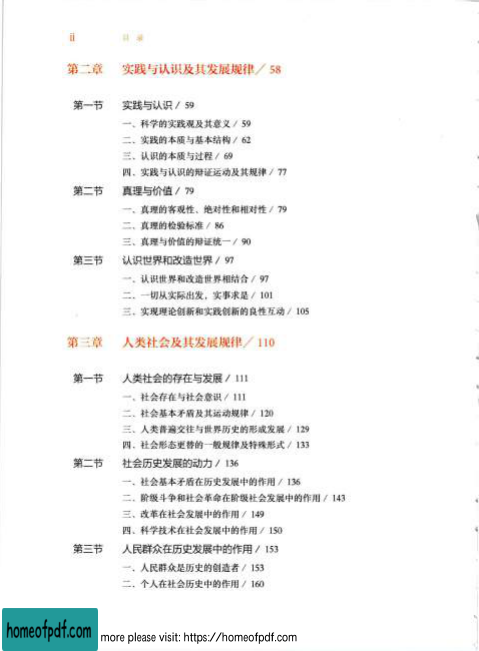 ii 目 录
第二章 实践与认识及其发展规律 / 58
第一节 实践与认识 / 59
一、科学的实践观及其意义 / 59
二、实践的本质与基本结构 / 62
三、认识的本质与过程 / 69
四、实践与认识的辩证运动及其规律 / 77
第二节 真理与价值 / 79
一、真理的客观性、绝对性和相对性 / 79
二、真理的检验标准 / 86
三、真理与价值的辩证统一 / 90
第三节 认识世界和改造世界 / 97
一、认识世界和改造世界相结合 / 97
二、一切从实际出发，实事求是 / 101
三、实现理论创新和实践创新的良性互动 / 105
第三章 人类社会及其发展规律 / 110
第一节 人类社会的存在与发展 / 111
一、社会存在与社会意识 / 111
二、社会基本矛盾及其运动规律 / 120
三、人类普遍交往与世界历史的形成发展 / 129
四、社会形态更替的一般规律及特殊形式 / 133
第二节 社会历史发展的动力 / 136
一、社会基本矛盾在历史发展中的作用 / 136
二、阶级斗争和社会革命在阶级社会发展中的作用 / 143
三、改革在社会发展中的作用 / 149
四、科学技术在社会发展中的作用 / 150
第三节 人民群众在历史发展中的作用 / 153
一、人民群众是历史的创造者 / 153
二、个人在社会历史中的作用 / 160
homeofpdf.com more please visit: https://homeofpdf.com